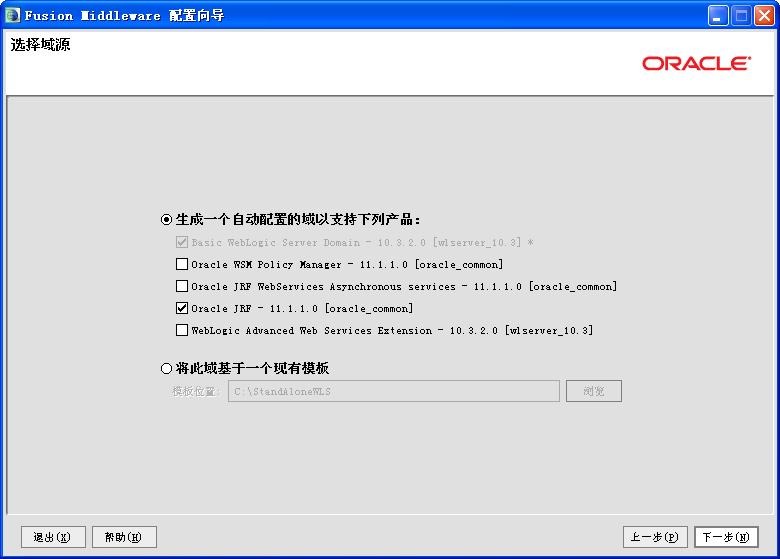 Fusion Middleware 配置向导
选择域源
ORACLE
生成一个自动配置的域以支持下列产品:
Basic WebLogic Server Domain - 10.3.2.0 [wlserver_10.3] *
Oracle WSM Policy Manager - 11.1.1.0 [oracle_common]
Oracle JRF WebServices Asynchronous services - 11.1.1.0 [oracle_common]
Oracle JRF - 11.1.1.0 [oracle_common]
WebLogic Advanced Web Services Extension - 10.3.2.0 [wlserver_10.3]
将此域基于一个现有模板
模板位置: C:\StandAloneWLS 浏览
退出(X) 帮助(H) 上一步(P) 下一步(N)